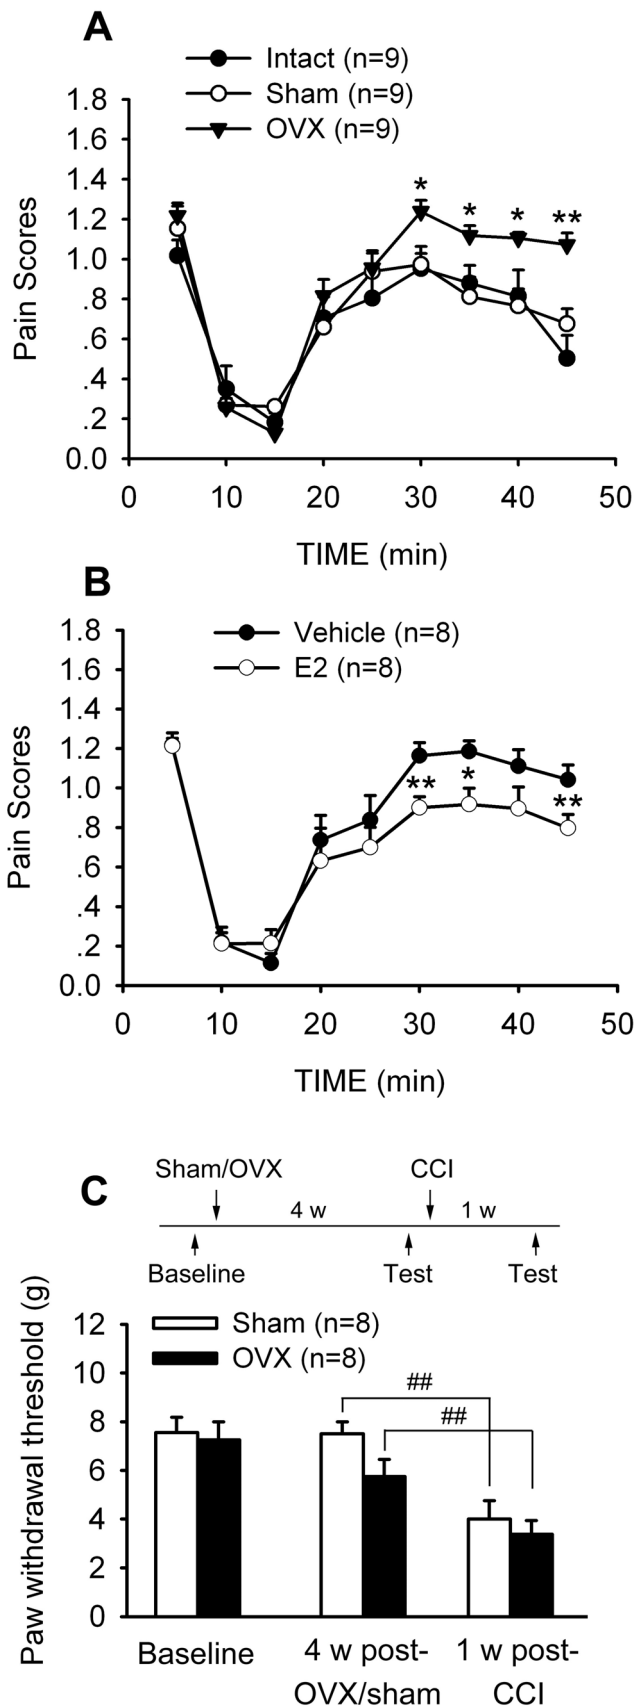 A
Intact (n=9)
Sham (n=9)
OVX (n=9)
1.8
1.6
1.4
1.2
1.0
.8
.6
.4
.2
0.0
Pain Scores
* * * **
0 10 20 30 40 50
TIME (min)
B
Vehicle (n=8)
E2 (n=8)
1.8
1.6
1.4
1.2
1.0
.8
.6
.4
.2
0.0
Pain Scores
** * **
0 10 20 30 40 50
TIME (min)
C
Sham/OVX CCI
4 w 1 w
Baseline Test Test
Sham (n=8)
OVX (n=8)
12
10
8
6
4
2
0
Paw withdrawal threshold (g)
##
##
Baseline
4 w post-
OVX/sham
1 w post-
CCI